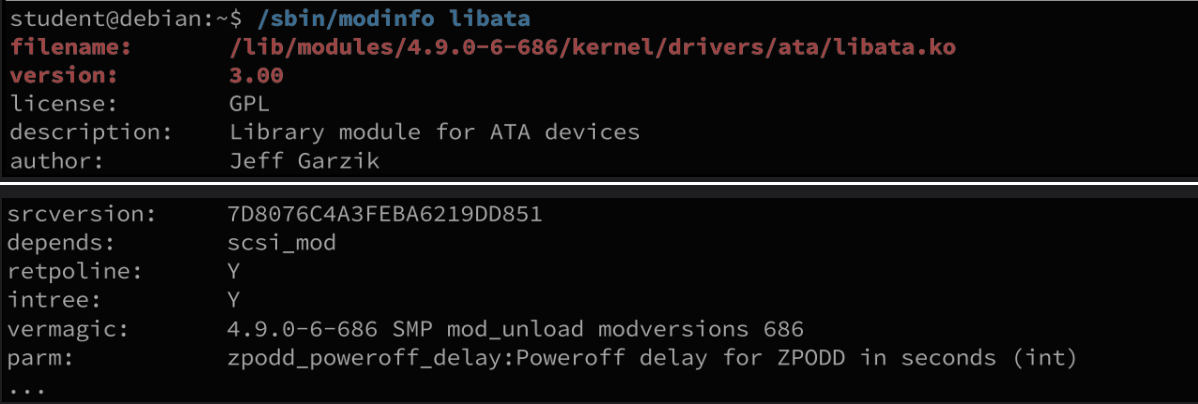 student@debian:~$ /sbin/modinfo libata
filename: /lib/modules/4.9.0-6-686/kernel/drivers/ata/libata.ko
version: 3.00
license: GPL
description: Library module for ATA devices
author: Jeff Garzik
srcversion: 7D8076C4A3FEBA6219DD851
depends: scsi_mod
retpoline: Y
intree: Y
vermagic: 4.9.0-6-686 SMP mod_unload modversions 686
parm: zpodd_poweroff_delay:Poweroff delay for ZPODD in seconds (int)
...